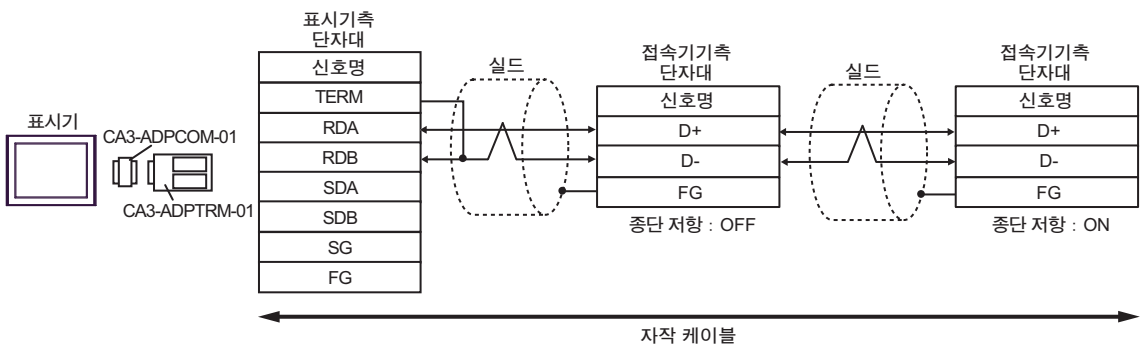 표시기
CA3-ADPCOM-01
CA3-ADPTRM-01
표시기측
단자대
신호명
TERM
RDA
RDB
SDA
SDB
SG
FG
실드
접속기기측
단자대
신호명
D+
D-
FG
종단 저항 : OFF
실드
접속기기측
단자대
신호명
D+
D-
FG
종단 저항 : ON
자작 케이블